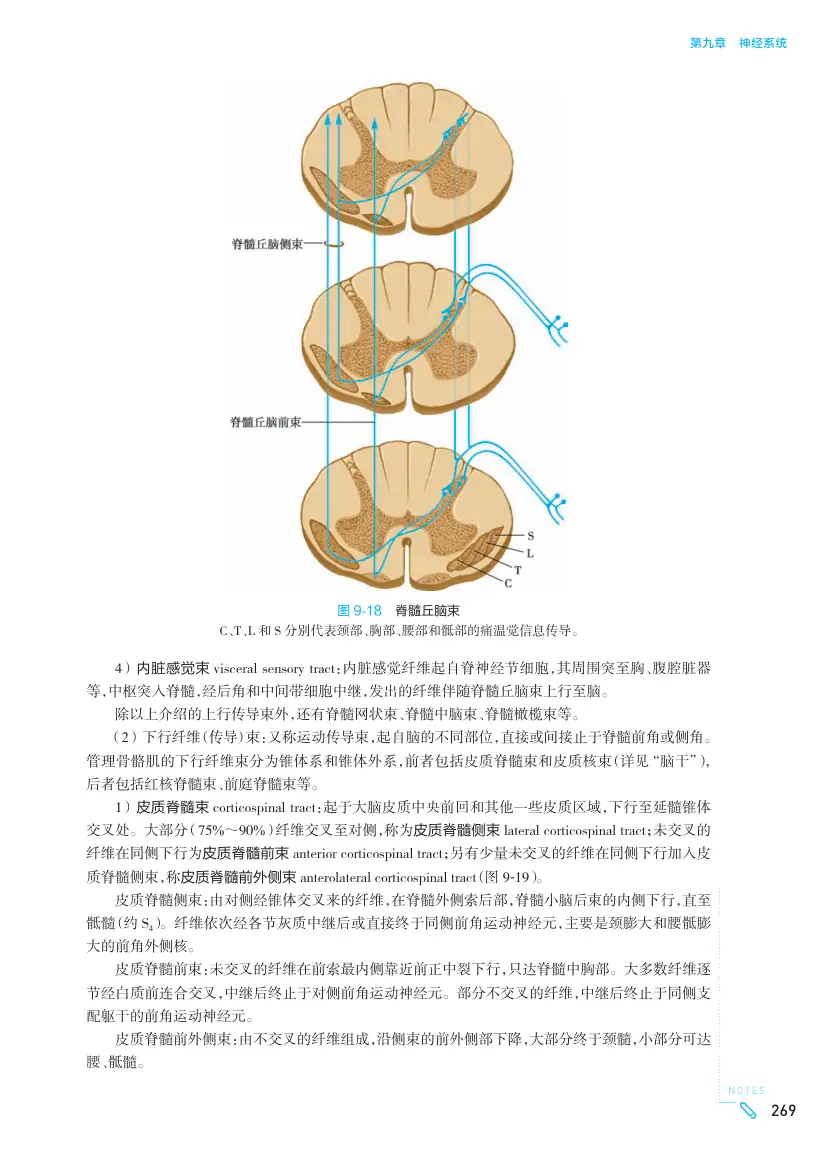 第九章 神经系统
脊髓丘脑侧束
脊髓丘脑前束
S
L
T
C
图 9-18 脊髓丘脑束
C、T、L 和 S 分别代表颈部、胸部、腰部和骶部的痛温觉信息传导。
4）内脏感觉束 visceral sensory tract：内脏感觉纤维起自脊神经节细胞，其周围突至胸、腹腔脏器
等，中枢突入脊髓，经后角和中间带细胞中继，发出的纤维伴随脊髓丘脑束上行至脑。
除以上介绍的上行传导束外，还有脊髓网状束、脊髓中脑束、脊髓橄榄束等。
（2）下行纤维（传导）束：又称运动传导束，起自脑的不同部位，直接或间接止于脊髓前角或侧角。
管理骨骼肌的下行纤维束分为锥体系和锥体外系，前者包括皮质脊髓束和皮质核束（详见“脑干”），
后者包括红核脊髓束、前庭脊髓束等。
1）皮质脊髓束 corticospinal tract：起于大脑皮质中央前回和其他一些皮质区域，下行至延髓锥体
交叉处。大部分（75%～90%）纤维交叉至对侧，称为皮质脊髓侧束 lateral corticospinal tract；未交叉的
纤维在同侧下行为皮质脊髓前束 anterior corticospinal tract；另有少量未交叉的纤维在同侧下行加入皮
质脊髓侧束，称皮质脊髓前外侧束 anterolateral corticospinal tract（图 9-19）。
皮质脊髓侧束：由对侧经锥体交叉来的纤维，在脊髓外侧索后部，脊髓小脑后束的内侧下行，直至
骶髓（约 S₄）。纤维依次经各节灰质中继后或直接终于同侧前角运动神经元，主要是颈膨大和腰骶膨
大的前角外侧核。
皮质脊髓前束：未交叉的纤维在前索最内侧靠近前正中裂下行，只达脊髓中胸部。大多数纤维逐
节经白质前连合交叉，中继后终止于对侧前角运动神经元。部分不交叉的纤维，中继后终止于同侧支
配躯干的前角运动神经元。
皮质脊髓前外侧束：由不交叉的纤维组成，沿侧束的前外侧部下降，大部分终于颈髓，小部分可达
腰、骶髓。
NOTES
269